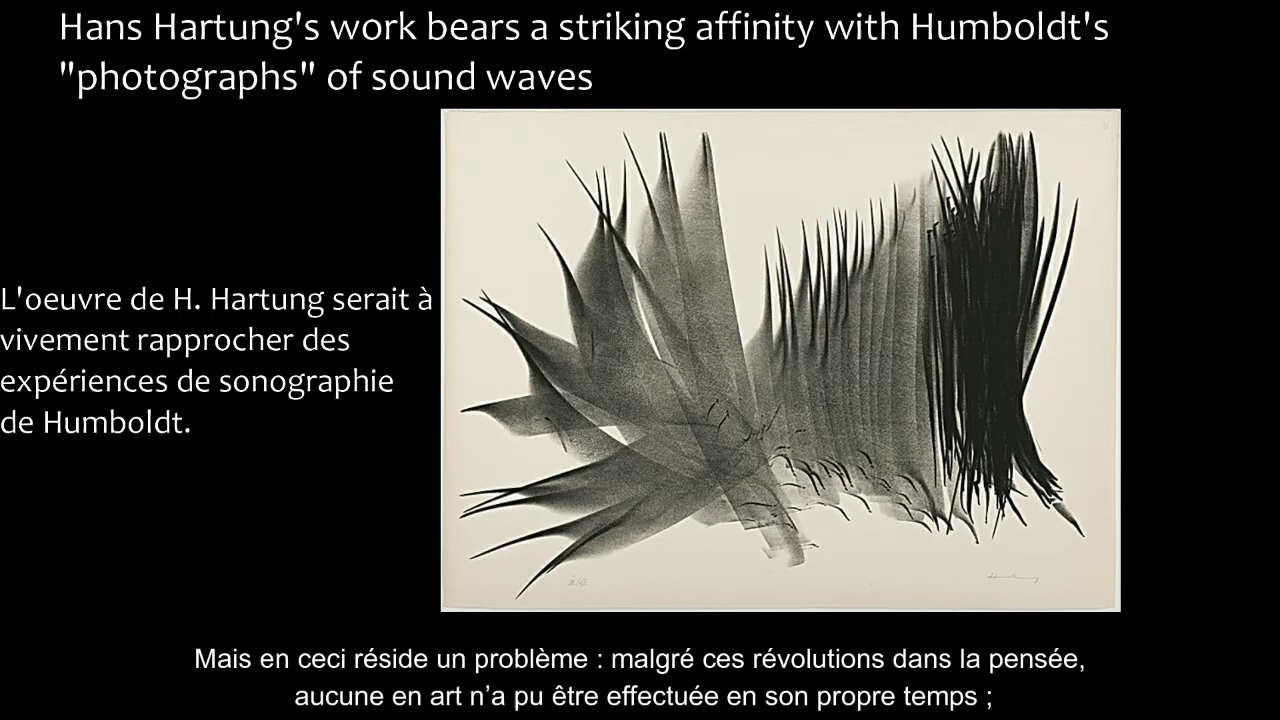 Hans Hartung's work bears a striking affinity with Humboldt's
"photographs" of sound waves
L'oeuvre de H. Hartung serait à
vivement rapprocher des
expériences de sonographie
de Humboldt.
Mais en ceci réside un problème : malgré ces révolutions dans la pensée,
aucune en art n’a pu être effectuée en son propre temps ;